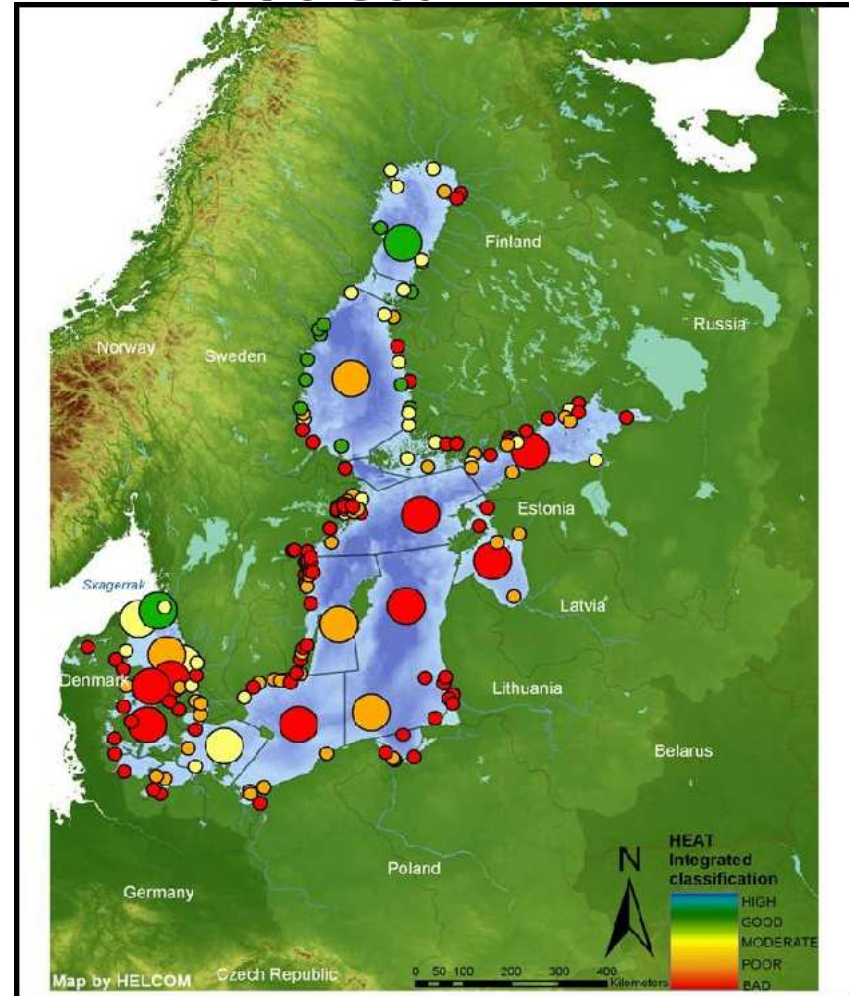 Finland
Russia
Norway
Sweden
Estonia
Skagerrak
Latvia
Denmark
Lithuania
Belarus
Poland
Germany
Czech Republic
N
HEAT
Integrated
classification
HIGH
GOOD
MODERATE
POOR
BAD
0 50 100 200 300 400
Kilometers
Map by HELCOM